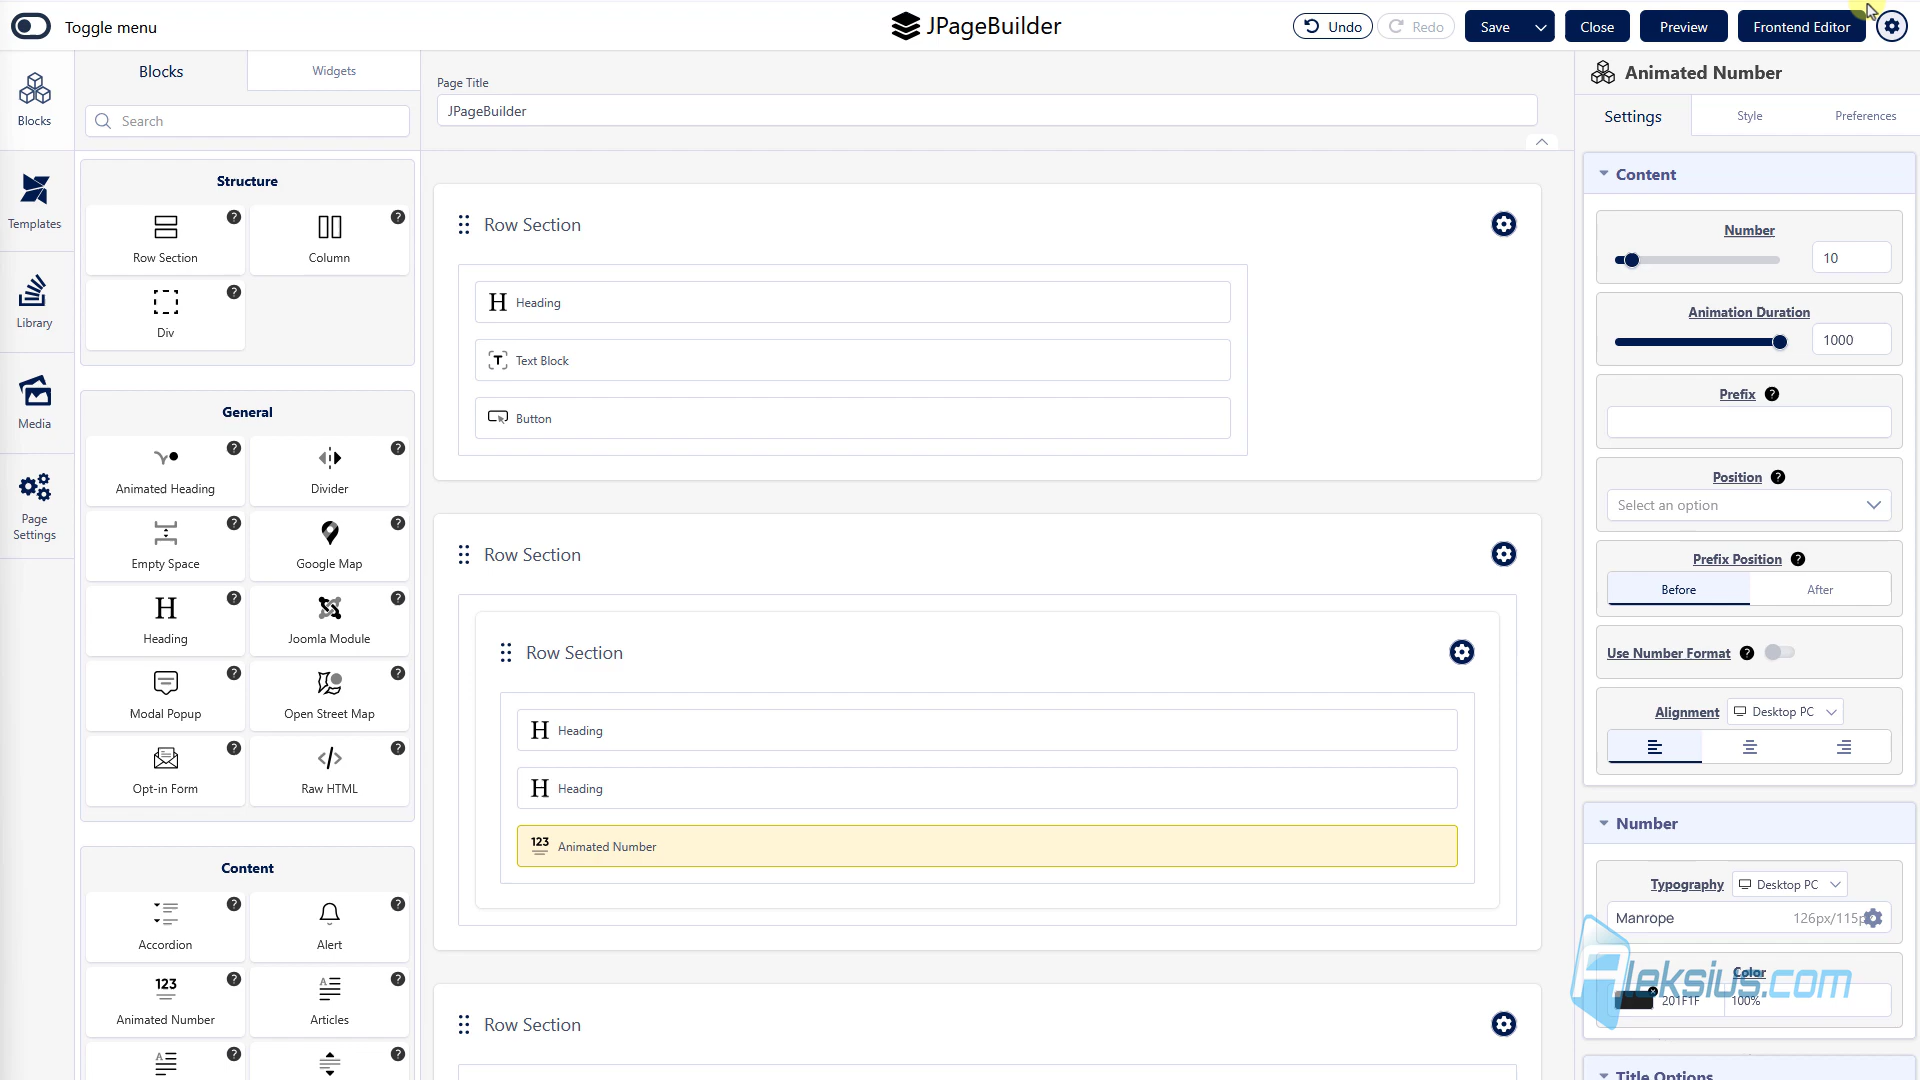 Toggle menu
JPageBuilder
Undo
Redo
Save
Close
Preview
Frontend Editor
Blocks
Templates
Library
Media
Page
Settings
Blocks
Widgets
Search
Structure
Row Section
Column
Div
General
Animated Heading
Divider
Empty Space
Google Map
H
Heading
Joomla Module
Modal Popup
Open Street Map
Opt-in Form
Raw HTML
Content
Accordion
Alert
123
Animated Number
Articles
Page Title
JPageBuilder
Row Section
H Heading
T Text Block
Button
Row Section
Row Section
H Heading
H Heading
123 Animated Number
Row Section
Animated Number
Settings
Style
Preferences
Content
Number
10
Animation Duration
1000
Prefix
Position
Select an option
Prefix Position
Before
After
Use Number Format
Alignment
Desktop PC
Number
Typography
Desktop PC
Manrope
126px/115p
Color
201F1F
100%
Title Options